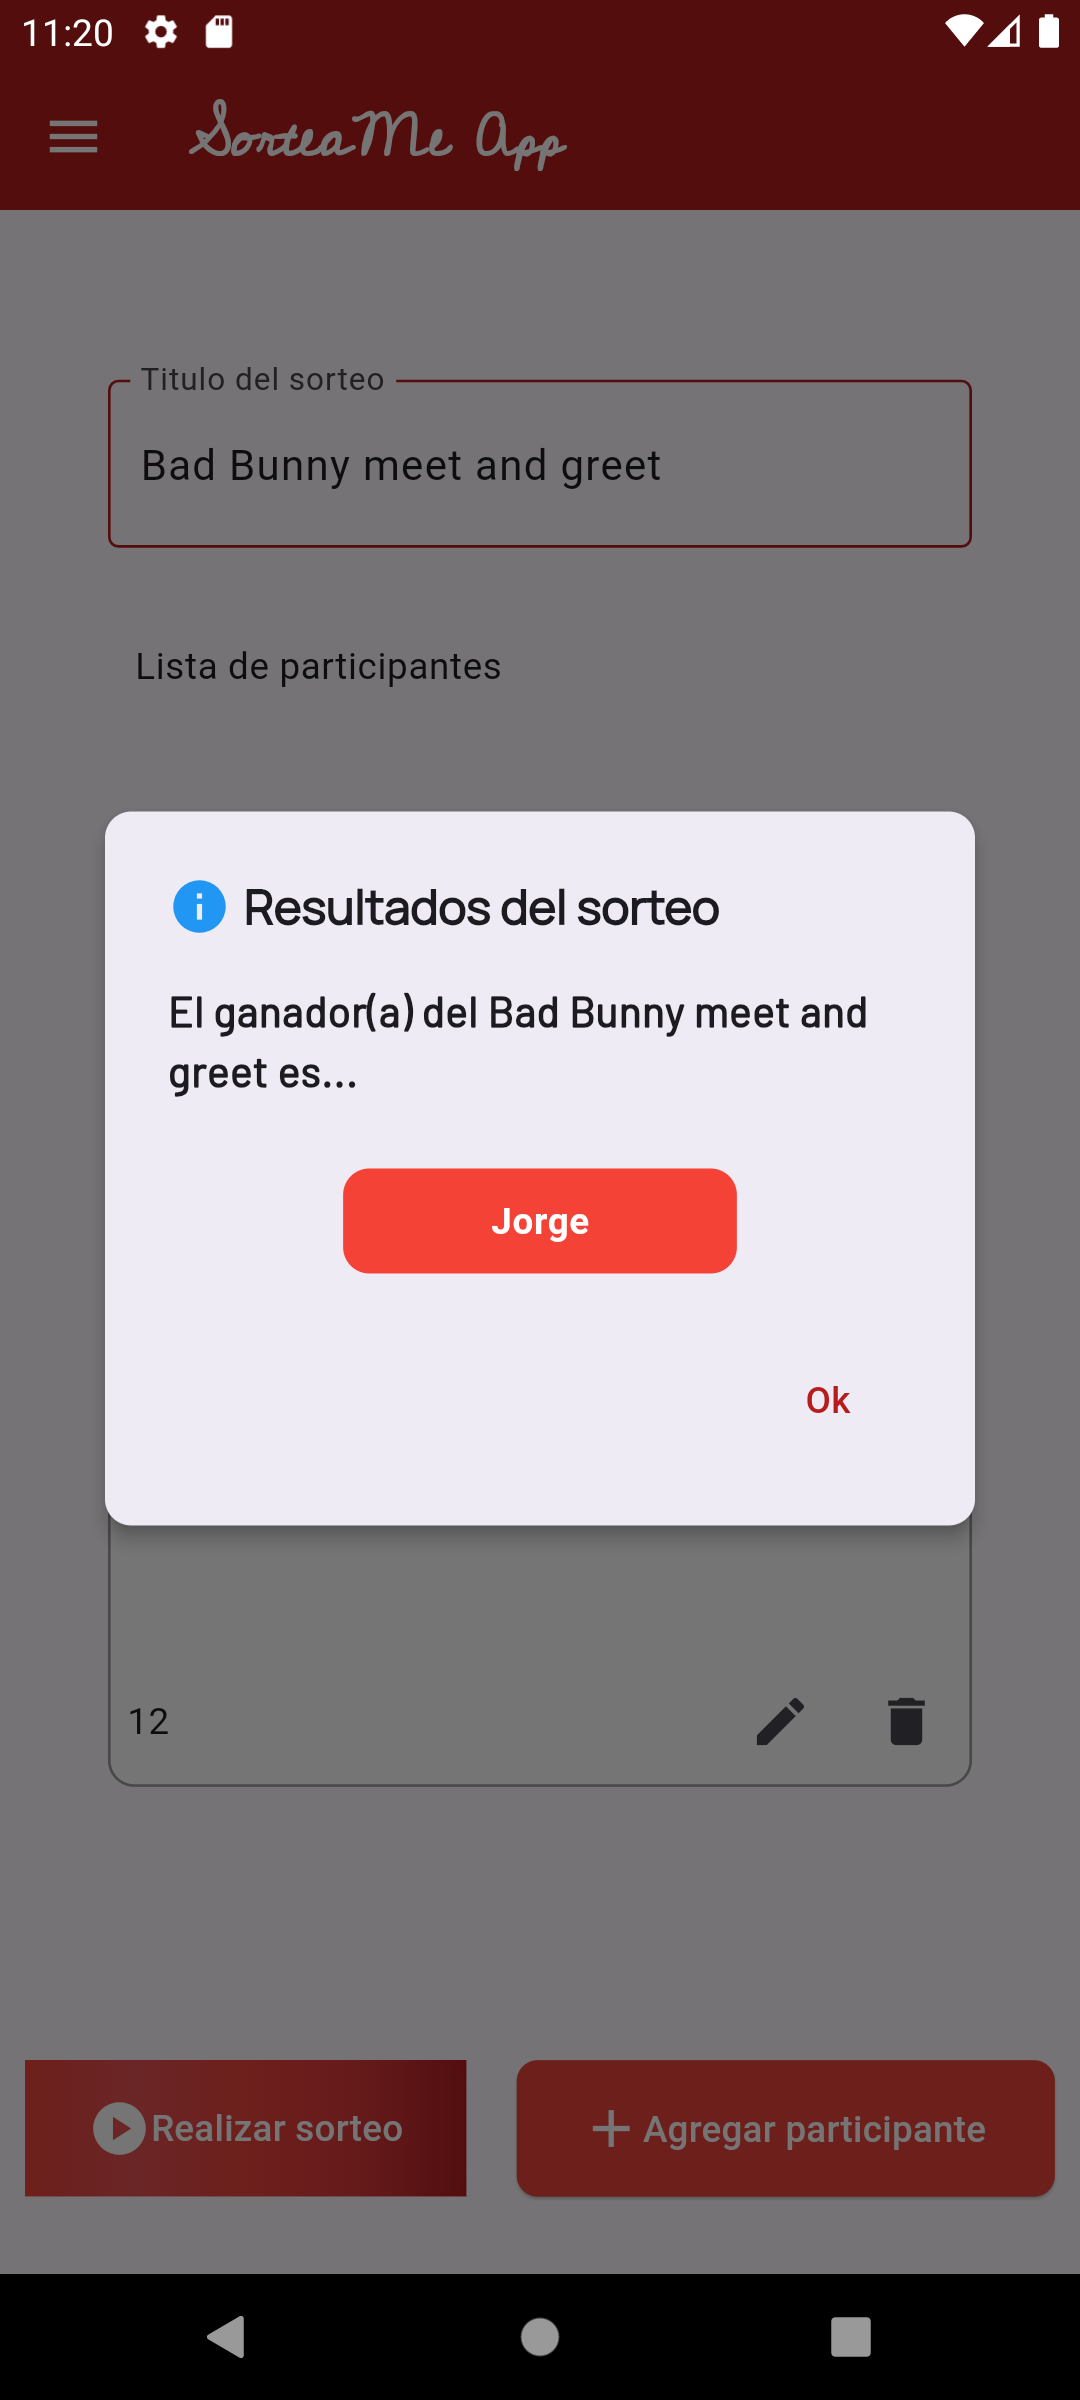 11:20
SorteaMe App
Titulo del sorteo
Bad Bunny meet and greet
Lista de participantes
Resultados del sorteo
El ganador(a) del Bad Bunny meet and
greet es...
Jorge
Ok
12
Realizar sorteo
Agregar participante